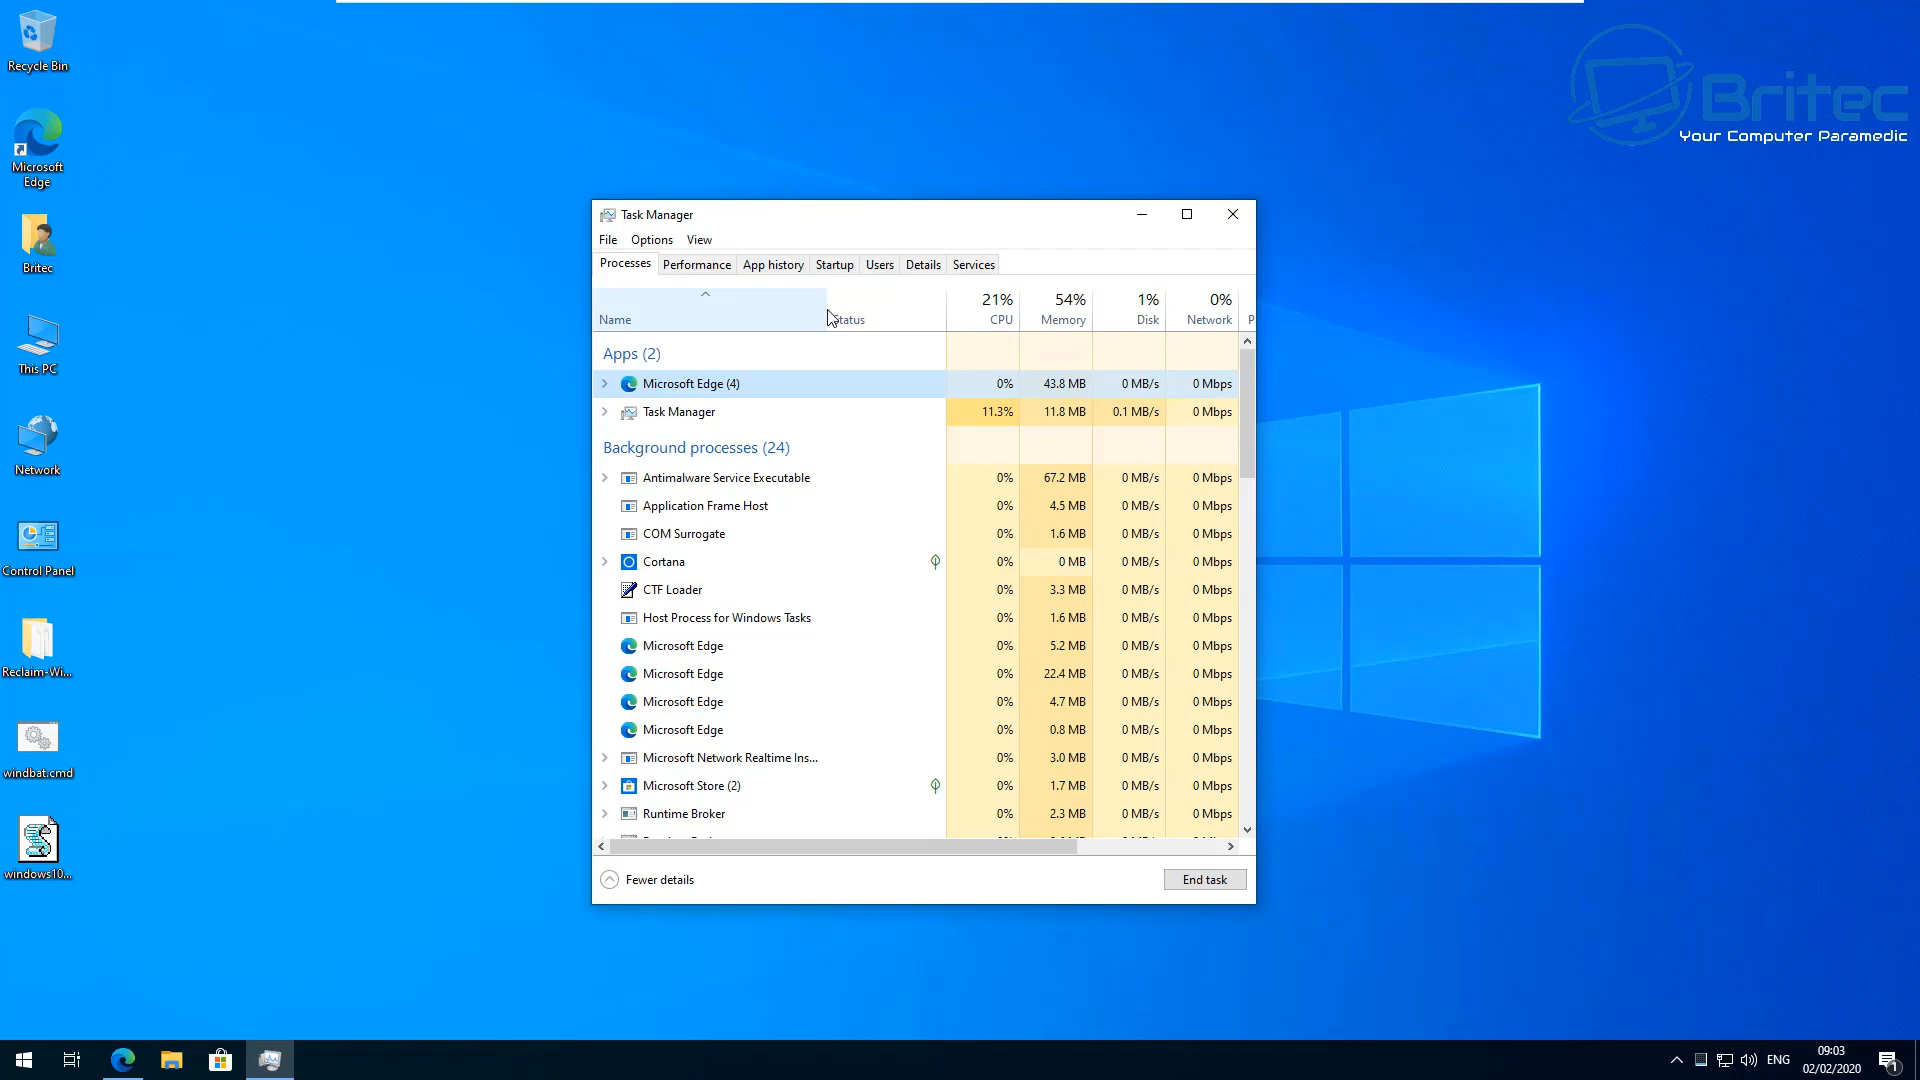 Recycle Bin
Microsoft
Edge
Britec
This PC
Network
Control Panel
Reclaim-Wi...
windbat.cmd
windows10...
Britec
Your Computer Paramedic
Task Manager
File Options View
Processes Performance App history Startup Users Details Services
21% 54% 1% 0%
Name CPU Memory Disk Network P
Apps (2)
Microsoft Edge (4) 0% 43.8 MB 0 MB/s 0 Mbps
Task Manager 11.3% 11.8 MB 0.1 MB/s 0 Mbps
Background processes (24)
Antimalware Service Executable 0% 67.2 MB 0 MB/s 0 Mbps
Application Frame Host 0% 4.5 MB 0 MB/s 0 Mbps
COM Surrogate 0% 1.6 MB 0 MB/s 0 Mbps
Cortana 0% 0 MB 0 MB/s 0 Mbps
CTF Loader 0% 3.3 MB 0 MB/s 0 Mbps
Host Process for Windows Tasks 0% 1.6 MB 0 MB/s 0 Mbps
Microsoft Edge 0% 5.2 MB 0 MB/s 0 Mbps
Microsoft Edge 0% 22.4 MB 0 MB/s 0 Mbps
Microsoft Edge 0% 4.7 MB 0 MB/s 0 Mbps
Microsoft Edge 0% 0.8 MB 0 MB/s 0 Mbps
Microsoft Network Realtime Ins... 0% 3.0 MB 0 MB/s 0 Mbps
Microsoft Store (2) 0% 1.7 MB 0 MB/s 0 Mbps
Runtime Broker 0% 2.3 MB 0 MB/s 0 Mbps
Fewer details End task
ENG
09:03
02/02/2020
1